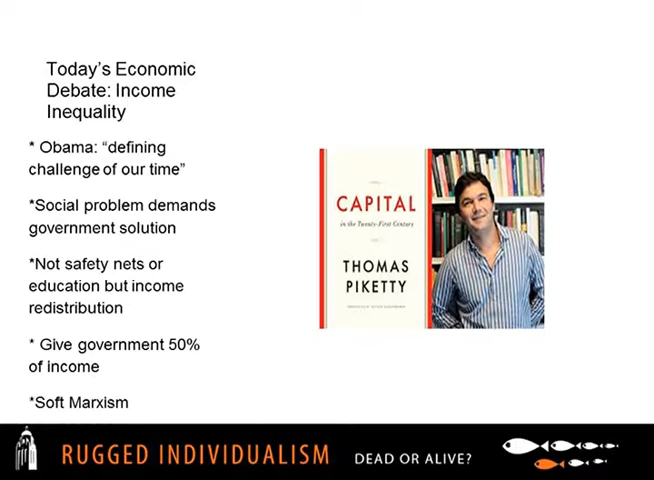 Today's Economic
Debate: Income
Inequality
* Obama: “defining
challenge of our time”
*Social problem demands
government solution
*Not safety nets or
education but income
redistribution
* Give government 50%
of income
*Soft Marxism
CAPITAL
in the Twenty-First Century
THOMAS
PIKETTY
RUGGED INDIVIDUALISM DEAD OR ALIVE?